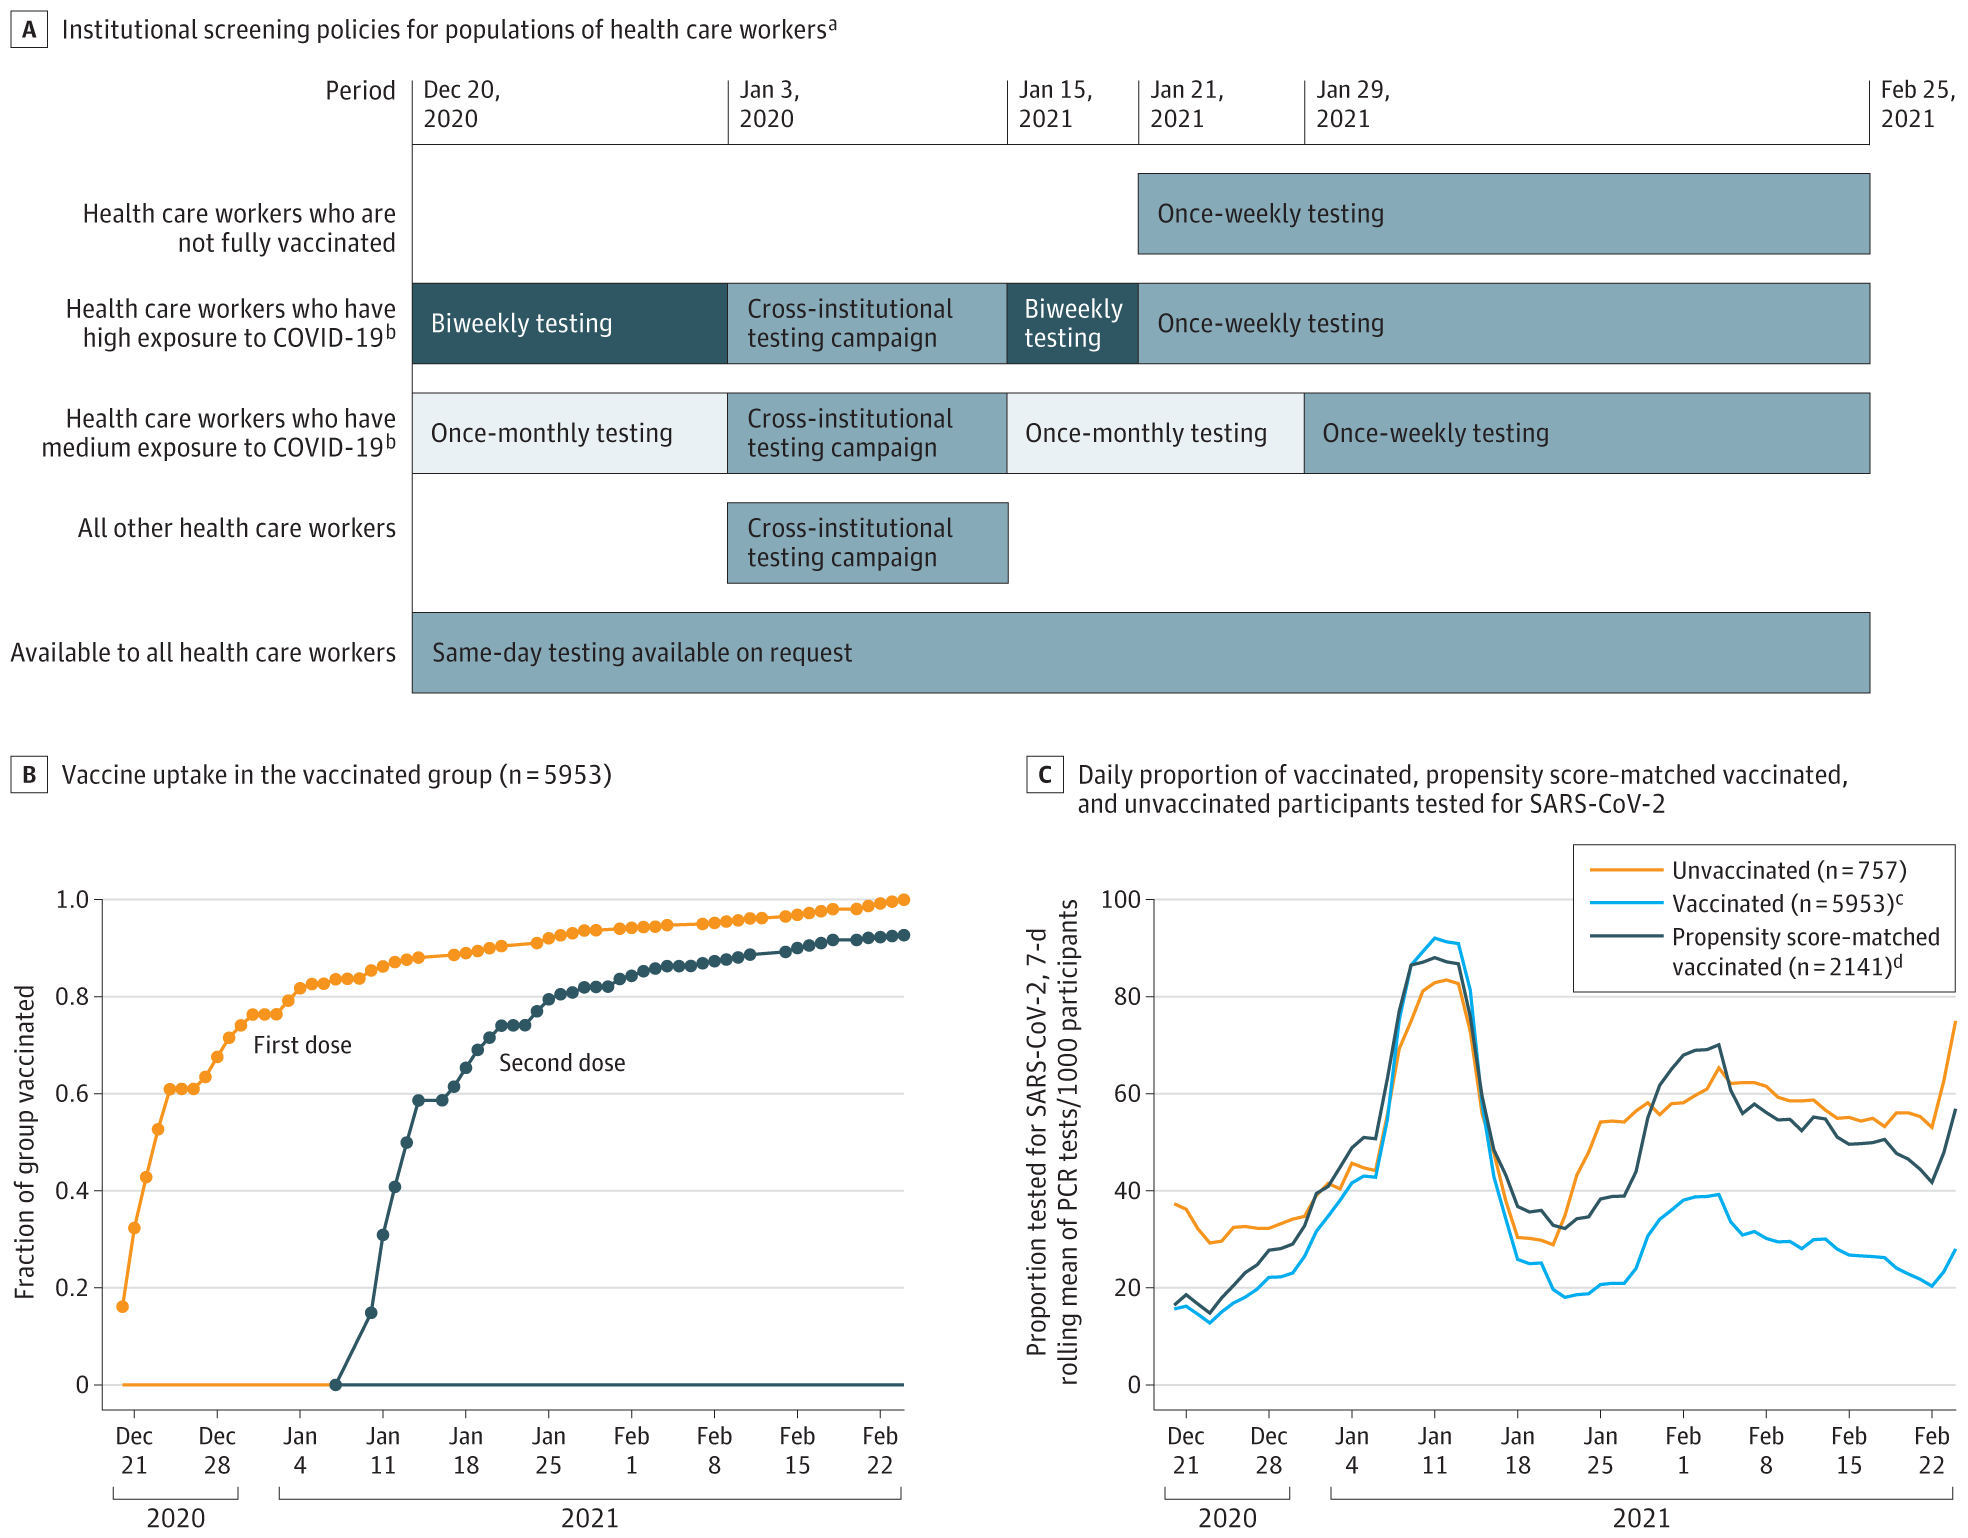 A Institutional screening policies for populations of health care workersa
Period
Dec 20,
2020
Jan 3,
2020
Jan 15,
2021
Jan 21,
2021
Jan 29,
2021
Feb 25,
2021
Health care workers who are
not fully vaccinated
Once-weekly testing
Health care workers who have
high exposure to COVID-19b
Biweekly testing
Cross-institutional
testing campaign
Biweekly
testing
Once-weekly testing
Health care workers who have
medium exposure to COVID-19b
Once-monthly testing
Cross-institutional
testing campaign
Once-monthly testing
Once-weekly testing
All other health care workers
Cross-institutional
testing campaign
Available to all health care workers
Same-day testing available on request
B Vaccine uptake in the vaccinated group (n=5953)
Fraction of group vaccinated
1.0
0.8
0.6
0.4
0.2
0
First dose
Second dose
Dec
21
Dec
28
Jan
4
Jan
11
Jan
18
Jan
25
Feb
1
Feb
8
Feb
15
Feb
22
2020
2021
C Daily proportion of vaccinated, propensity score-matched vaccinated,
and unvaccinated participants tested for SARS-CoV-2
Unvaccinated (n=757)
Vaccinated (n=5953)c
Propensity score-matched
vaccinated (n=2141)d
Proportion tested for SARS-CoV-2, 7-d
rolling mean of PCR tests/1000 participants
100
80
60
40
20
0
Dec
21
Dec
28
Jan
4
Jan
11
Jan
18
Jan
25
Feb
1
Feb
8
Feb
15
Feb
22
2020
2021